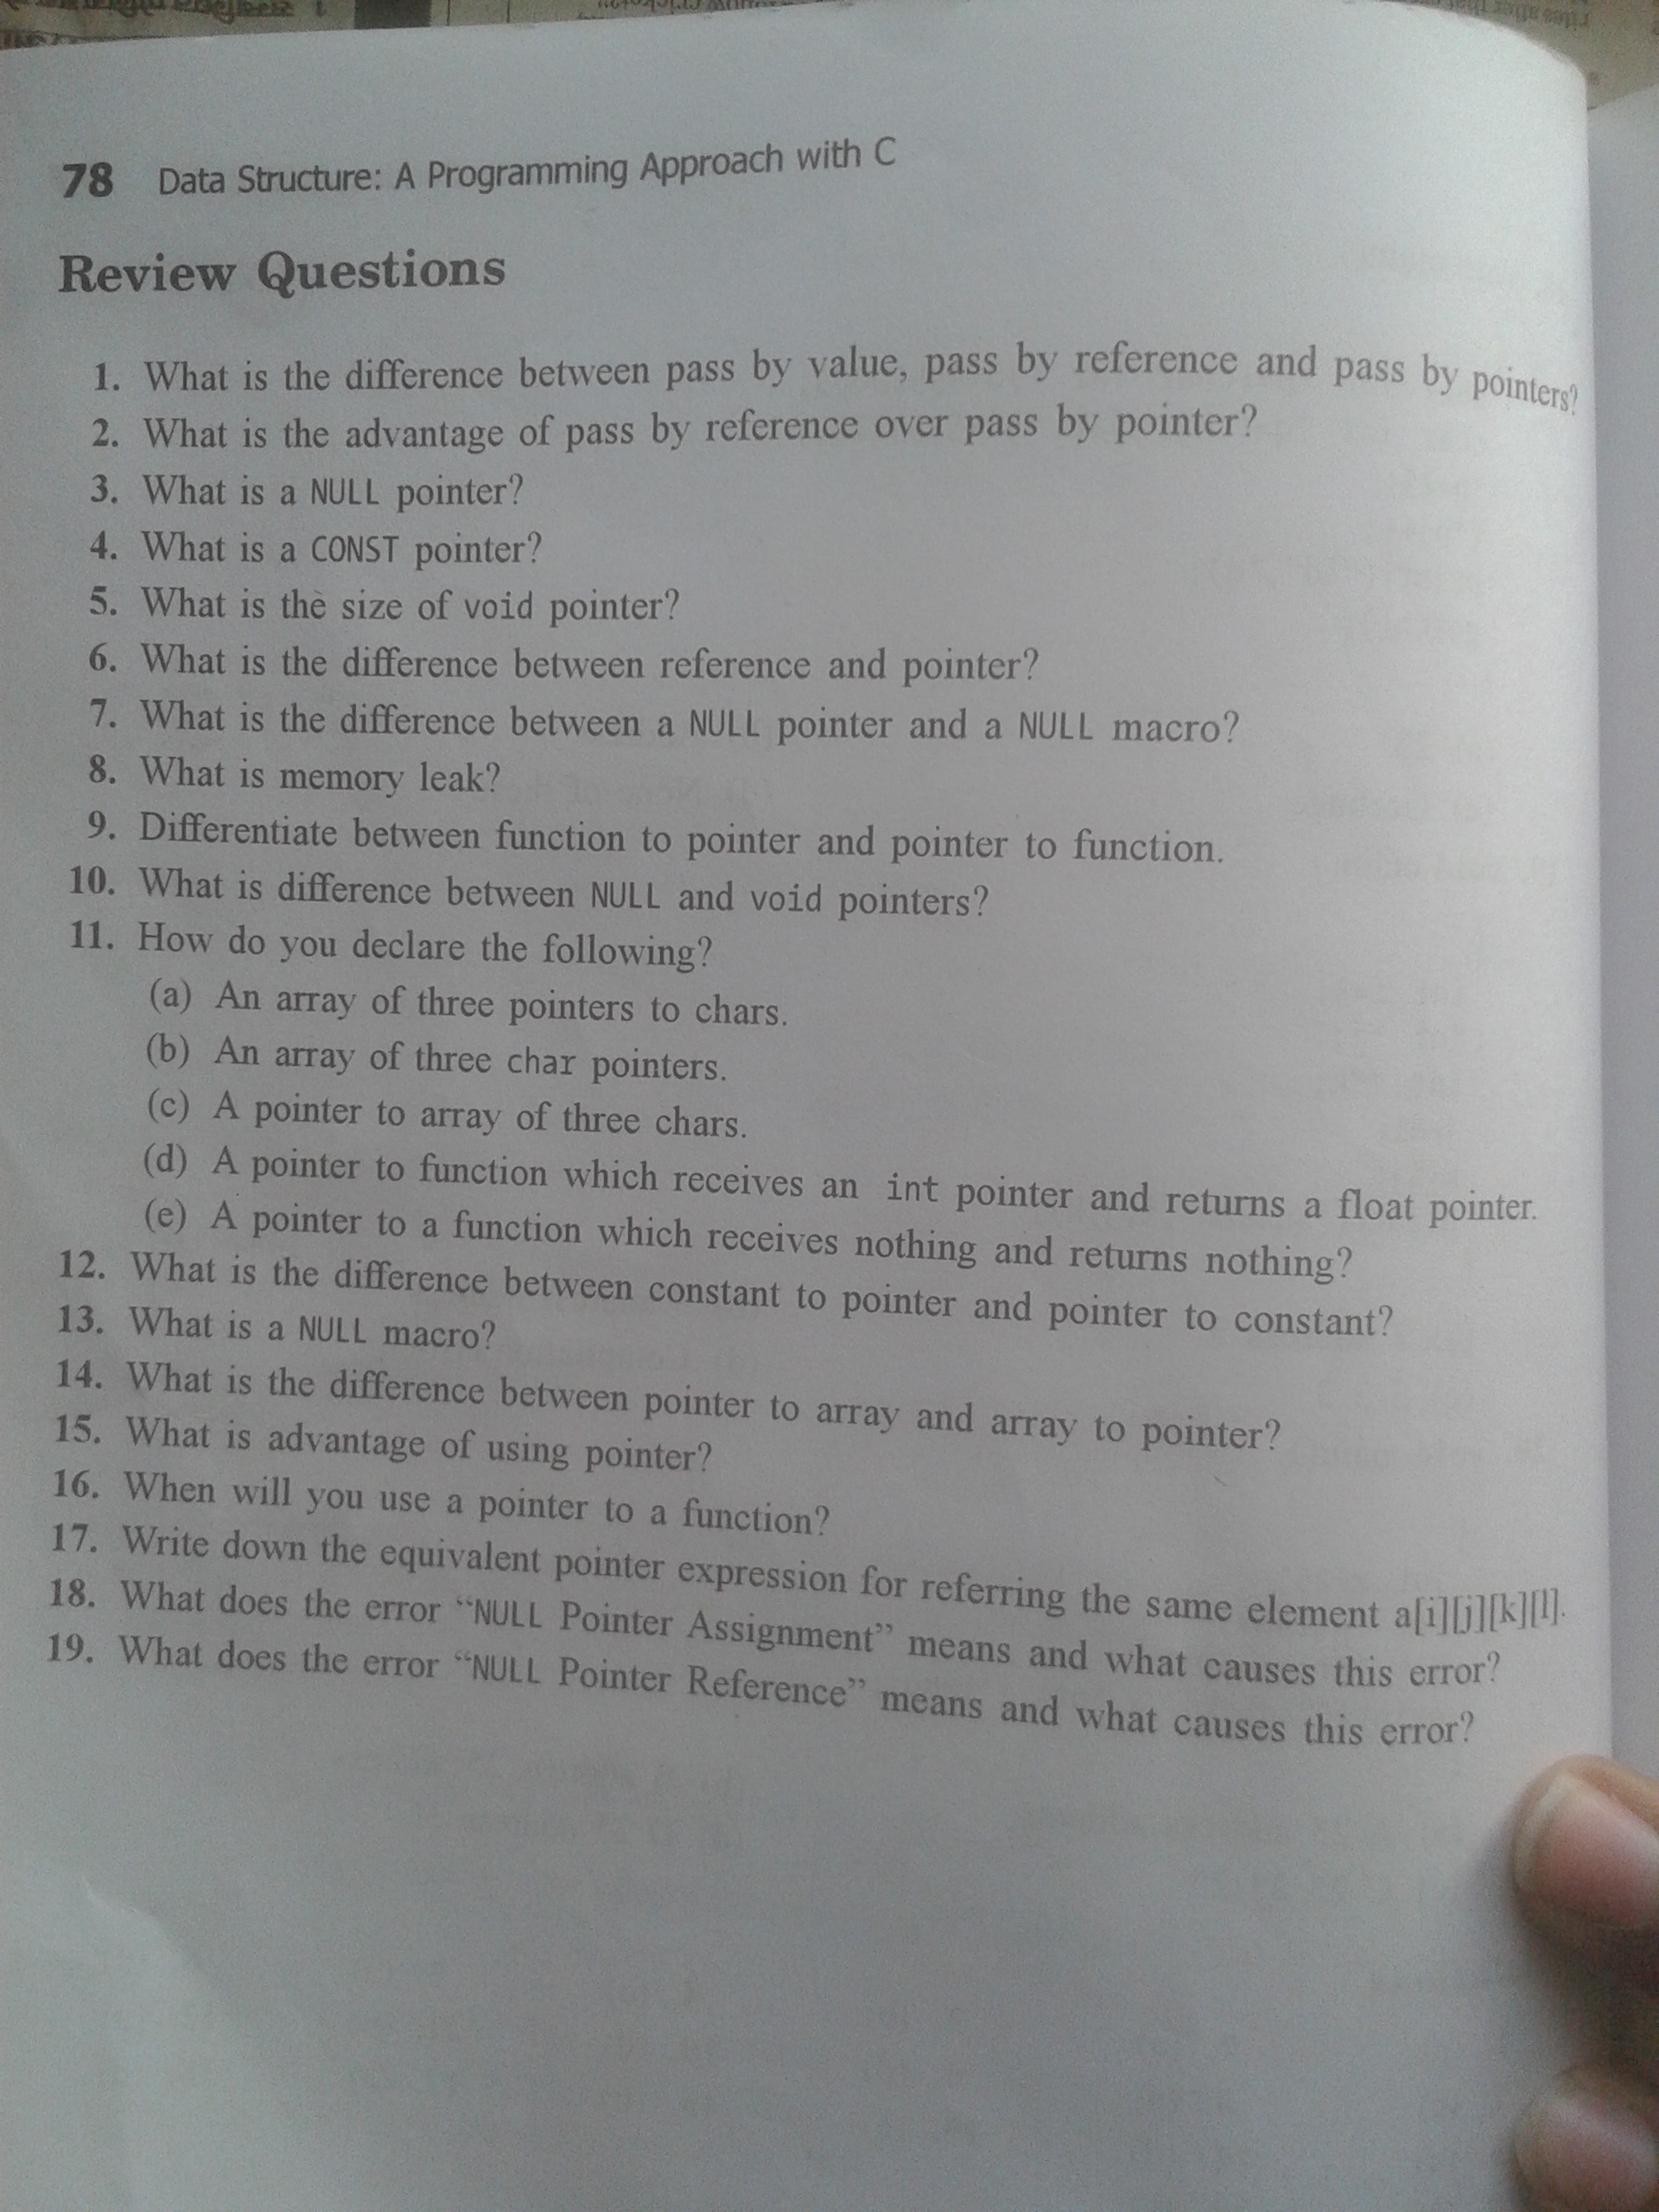 78 Data Structure: A Programming Approach with C
Review Questions
1. What is the difference between pass by value, pass by reference and pass by pointers?
2. What is the advantage of pass by reference over pass by pointer?
3. What is a NULL pointer?
4. What is a CONST pointer?
5. What is the size of void pointer?
6. What is the difference between reference and pointer?
7. What is the difference between a NULL pointer and a NULL macro?
8. What is memory leak?
9. Differentiate between function to pointer and pointer to function.
10. What is difference between NULL and void pointers?
11. How do you declare the following?
(a) An array of three pointers to chars.
(b) An array of three char pointers.
(c) A pointer to array of three chars.
(d) A pointer to function which receives an int pointer and returns a float pointer.
(e) A pointer to a function which receives nothing and returns nothing?
12. What is the difference between constant to pointer and pointer to constant?
13. What is a NULL macro?
14. What is the difference between pointer to array and array to pointer?
15. What is advantage of using pointer?
16. When will you use a pointer to a function?
17. Write down the equivalent pointer expression for referring the same element a[i][j][k][l].
18. What does the error “NULL Pointer Assignment” means and what causes this error?
19. What does the error “NULL Pointer Reference” means and what causes this error?